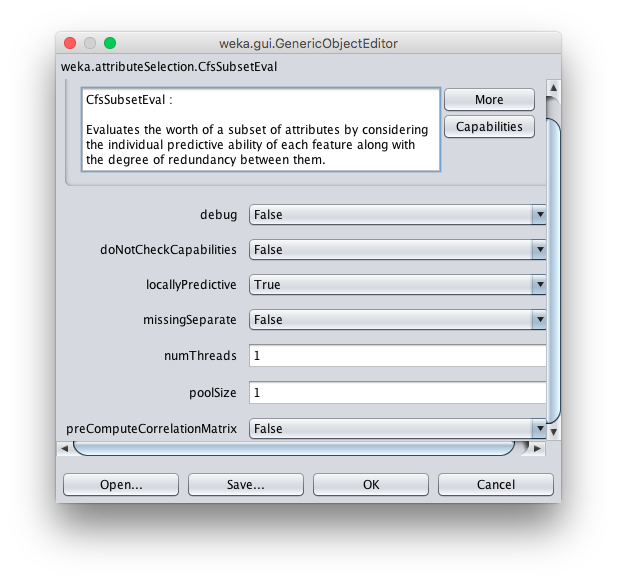 weka.gui.GenericObjectEditor
weka.attributeSelection.CfsSubsetEval
CfsSubsetEval :
Evaluates the worth of a subset of attributes by considering
the individual predictive ability of each feature along with
the degree of redundancy between them.
More
Capabilities
debug False
doNotCheckCapabilities False
locallyPredictive True
missingSeparate False
numThreads 1
poolSize 1
preComputeCorrelationMatrix False
Open... Save... OK Cancel